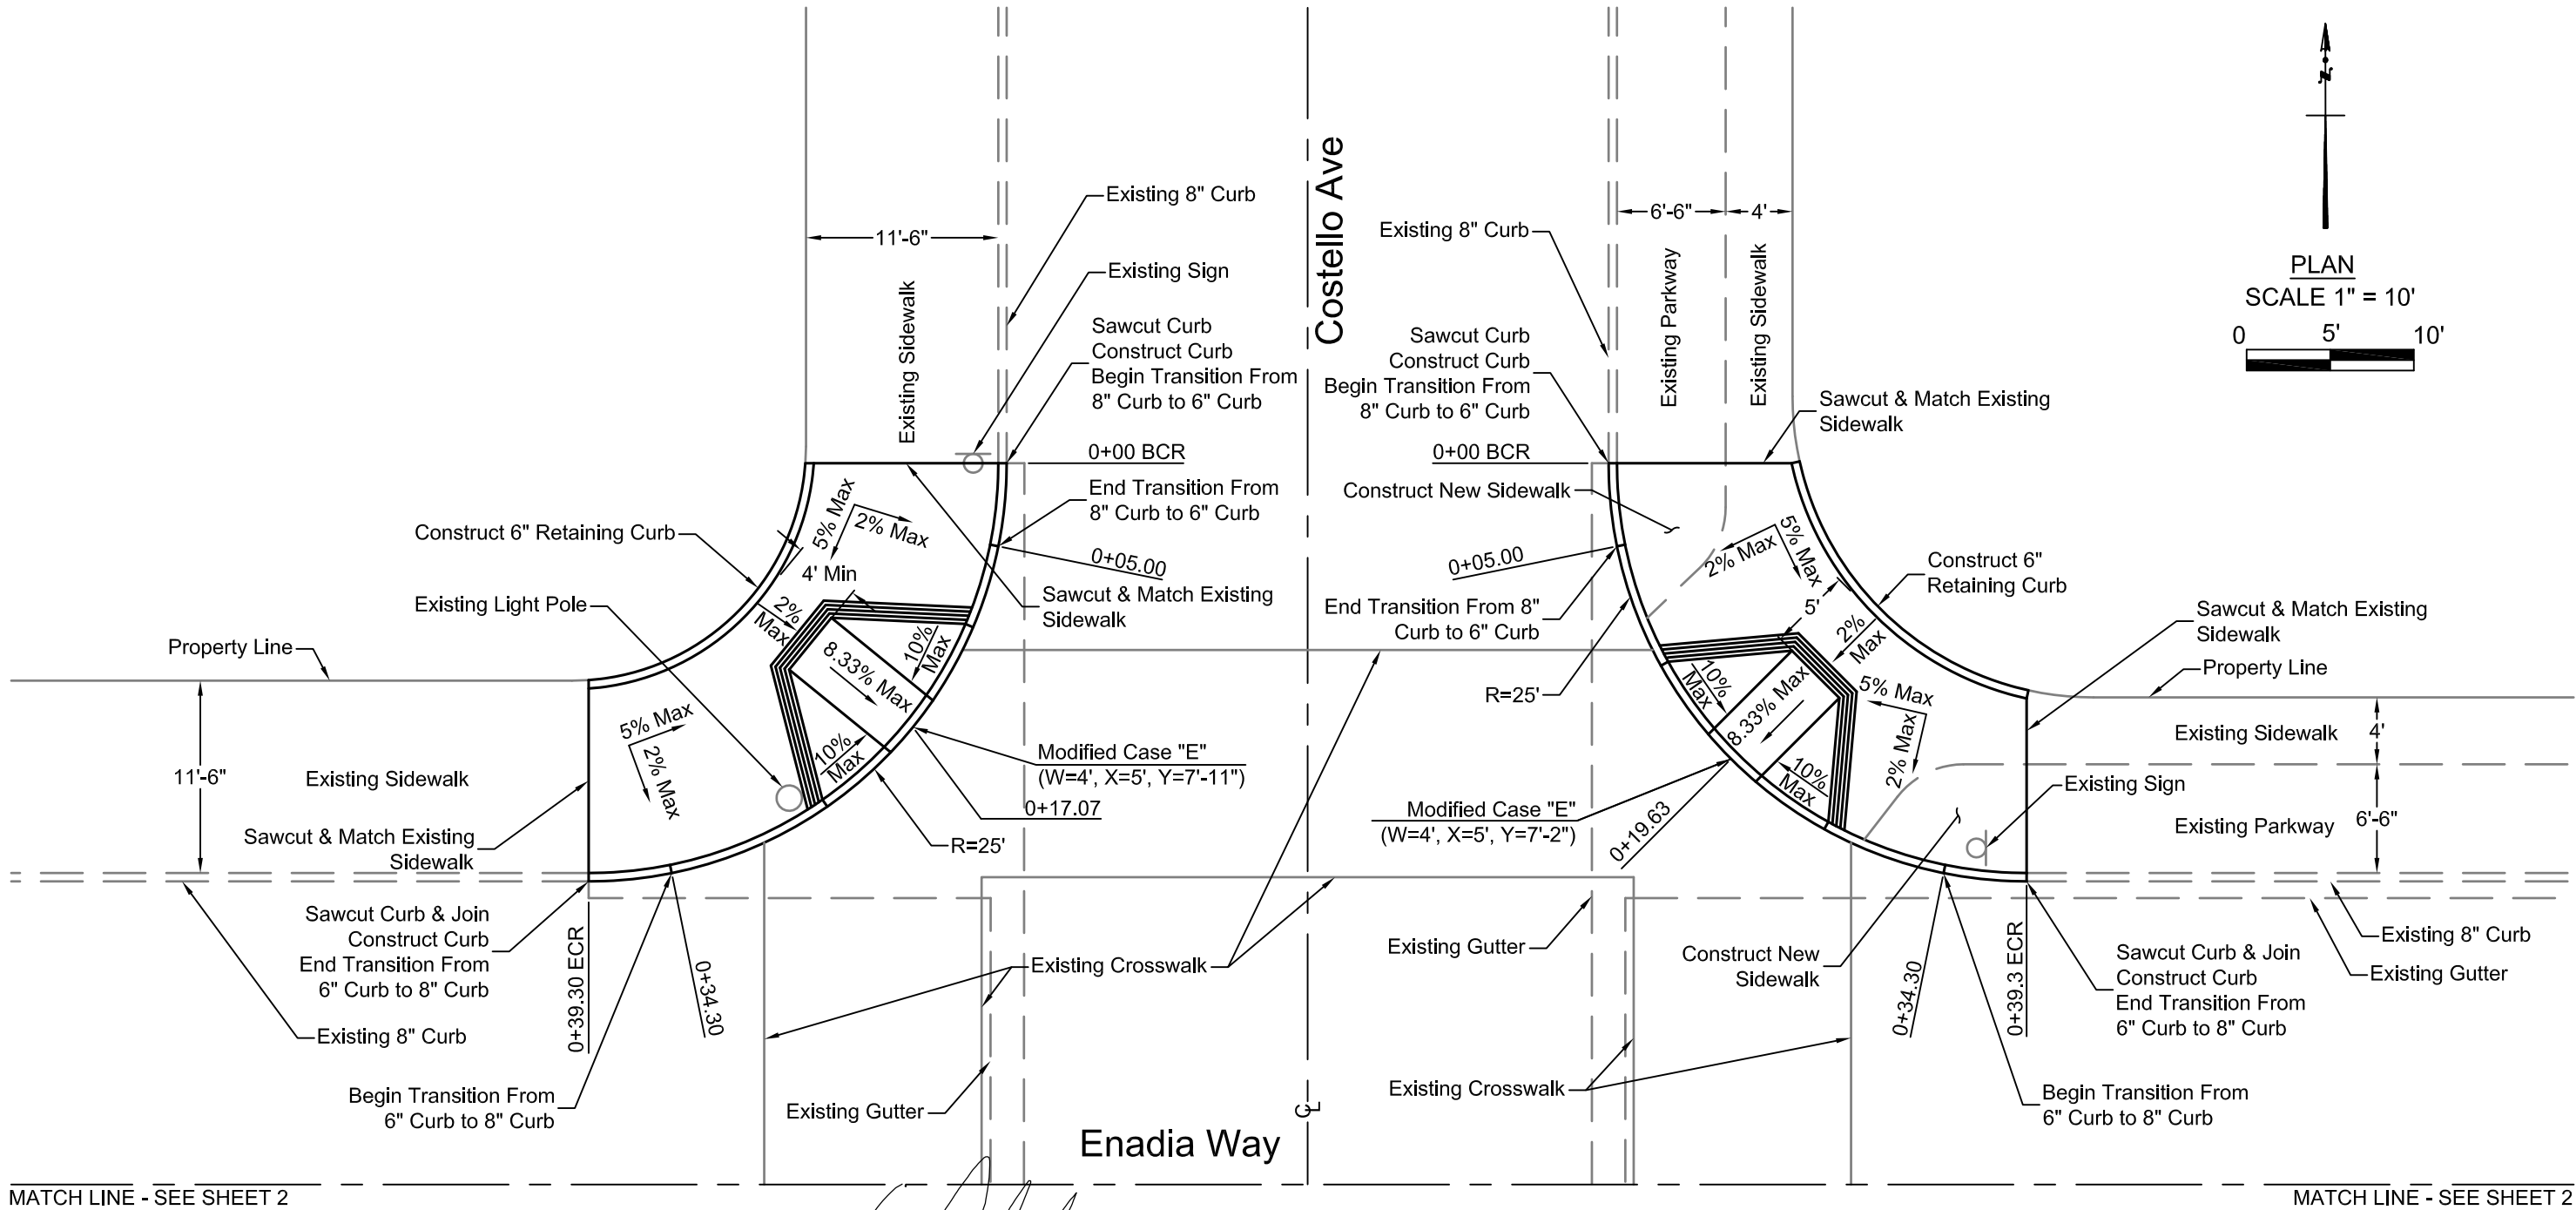 Existing 8" Curb
11'-6"
Existing Sign
Existing Sidewalk
Sawcut Curb
Construct Curb
Begin Transition From
8" Curb to 6" Curb
0+00 BCR
End Transition From
8" Curb to 6" Curb
0+05.00
Sawcut & Match Existing
Sidewalk
Construct 6" Retaining Curb
5% Max
2% Max
4' Min
Existing Light Pole
2%
Max
10%
Max
8.33% Max
10%
Max
Property Line
5% Max
2% Max
11'-6"
Existing Sidewalk
Sawcut & Match Existing
Sidewalk
Modified Case "E"
(W=4', X=5', Y=7'-11")
0+17.07
R=25'
Sawcut Curb & Join
Construct Curb
End Transition From
6" Curb to 8" Curb
0+39.30 ECR
0+34.30
Existing 8" Curb
Begin Transition From
6" Curb to 8" Curb
Existing Crosswalk
Existing Gutter
Costello Ave
Enadia Way
CL
Existing 8" Curb
6'-6"
4'
Existing Parkway
Existing Sidewalk
Sawcut Curb
Construct Curb
Begin Transition From
8" Curb to 6" Curb
0+00 BCR
Construct New Sidewalk
0+05.00
End Transition From 8"
Curb to 6" Curb
R=25'
Sawcut & Match Existing
Sidewalk
2% Max
5% Max
Construct 6"
Retaining Curb
5'
2%
Max
10%
Max
8.33% Max
10%
Max
5% Max
2% Max
Sawcut & Match Existing
Sidewalk
Property Line
Existing Sidewalk
4'
Existing Sign
Existing Parkway
6'-6"
Modified Case "E"
(W=4', X=5', Y=7'-2")
0+19.63
Existing Gutter
Construct New
Sidewalk
0+34.30
0+39.3 ECR
Sawcut Curb & Join
Construct Curb
End Transition From
6" Curb to 8" Curb
Existing 8" Curb
Existing Gutter
Existing Crosswalk
Begin Transition From
6" Curb to 8" Curb
N
PLAN
SCALE 1" = 10'
0 5' 10'
MATCH LINE - SEE SHEET 2
MATCH LINE - SEE SHEET 2